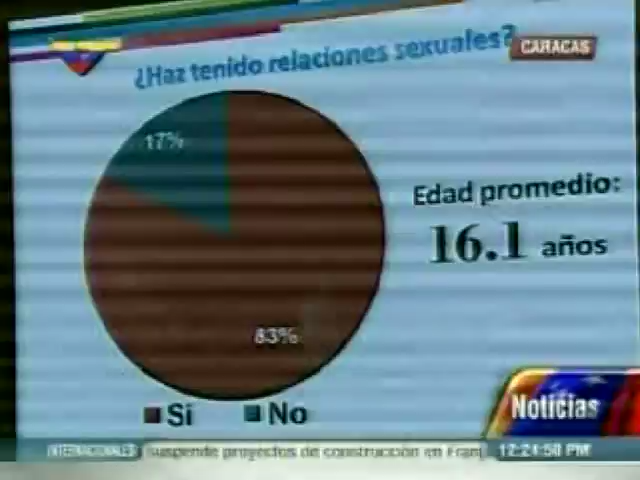 ¿Haz tenido relaciones sexuales?
CARACAS
17%
Edad promedio:
16.1 años
83%
Si No
Noticias
INTERNACIONALES suspende proyectos de construcción en Fran 12:24:58 PM